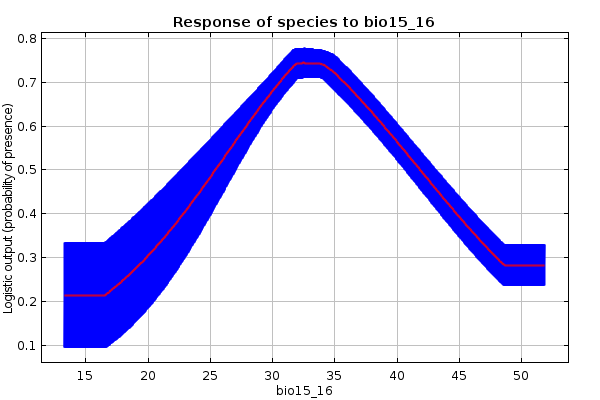 Response of species to bio15_16
Logistic output (probability of presence)
0.8
0.7
0.6
0.5
0.4
0.3
0.2
0.1
15 20 25 30 35 40 45 50
bio15_16